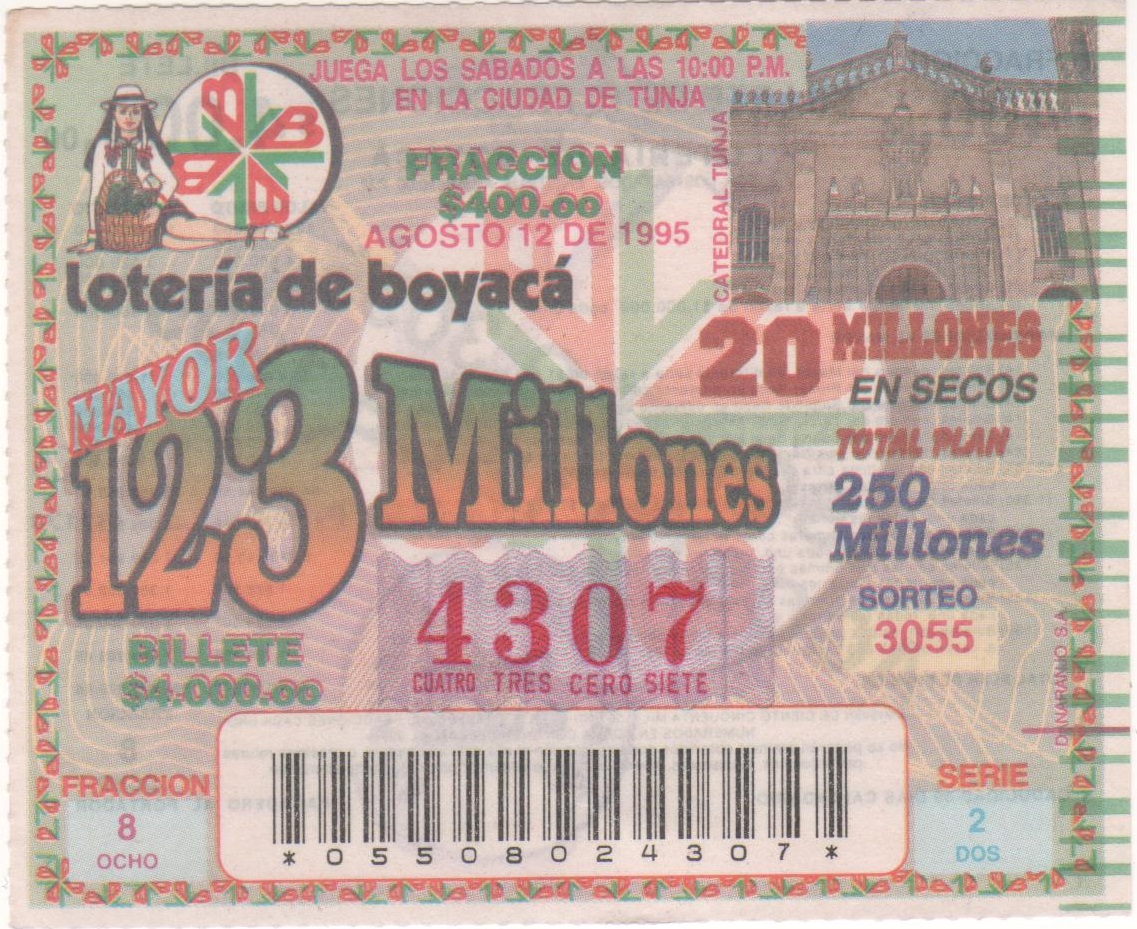 JUEGA LOS SABADOS A LAS 10:00 P.M.
EN LA CIUDAD DE TUNJA
B B B B
FRACCION
$400.oo
AGOSTO 12 DE 1995
CATEDRAL TUNJA
Lotería de boyacá
MAYOR
123 Millones
20 MILLONES
EN SECOS
TOTAL PLAN
250
Millones
SORTEO
3055
4307
CUATRO TRES CERO SIETE
BILLETE
$4.000.oo
DANARANJO S.A
FRACCION
8
OCHO
*05508024307*
SERIE
2
DOS